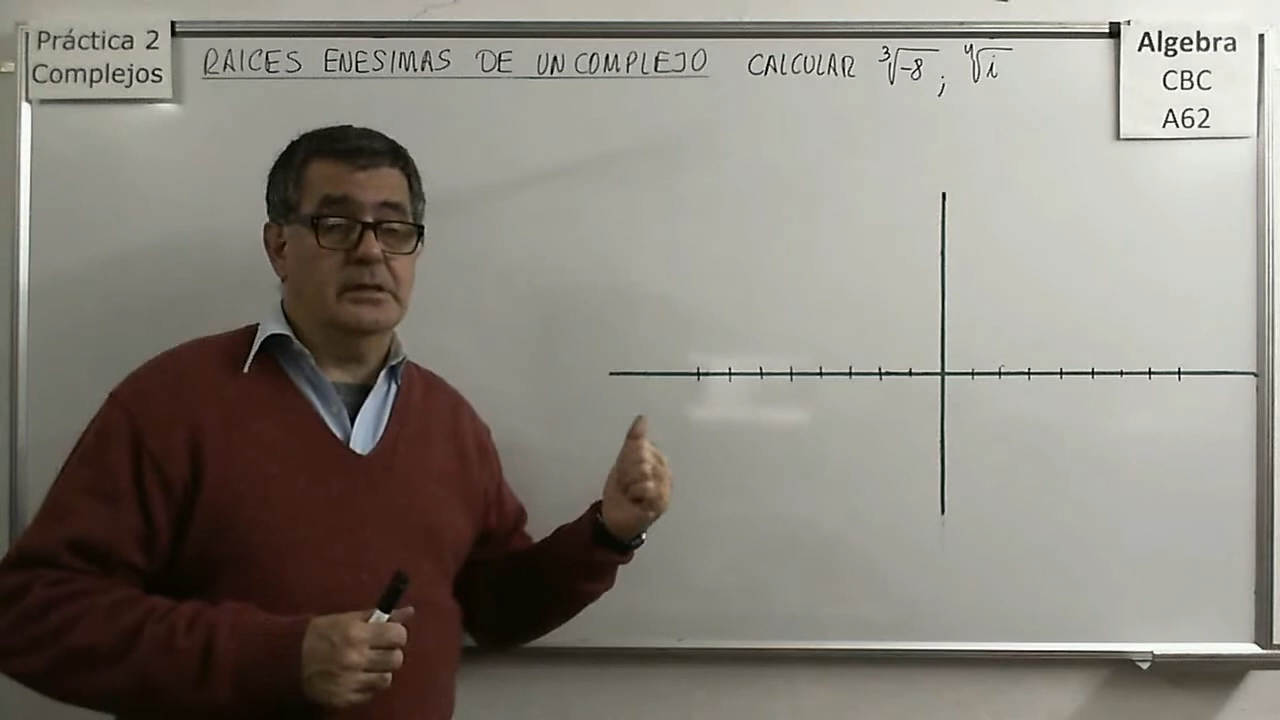 Práctica 2
Complejos
RAICES ENESIMAS DE UN COMPLEJO CALCULAR ∛-8 ; ∜i
Algebra
CBC
A62